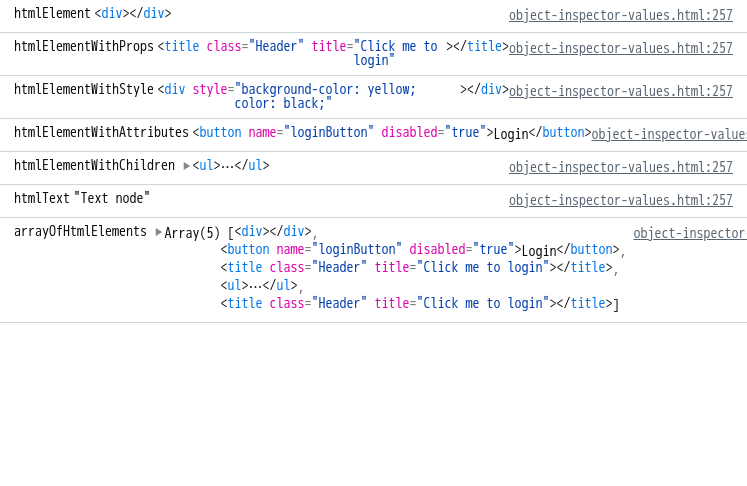 htmlElement <div></div> object-inspector-values.html:257
htmlElementWithProps <title class="Header" title="Click me to ></title> object-inspector-values.html:257
login"
htmlElementWithStyle <div style="background-color: yellow; ></div> object-inspector-values.html:257
color: black;"
htmlElementWithAttributes <button name="loginButton" disabled="true">Login</button> object-inspector-values
htmlElementWithChildren ▶<ul>⋯</ul> object-inspector-values.html:257
htmlText "Text node" object-inspector-values.html:257
arrayOfHtmlElements ▶Array(5) [<div></div>, object-inspector
<button name="loginButton" disabled="true">Login</button>,
<title class="Header" title="Click me to login"></title>,
<ul>⋯</ul>,
<title class="Header" title="Click me to login"></title>]